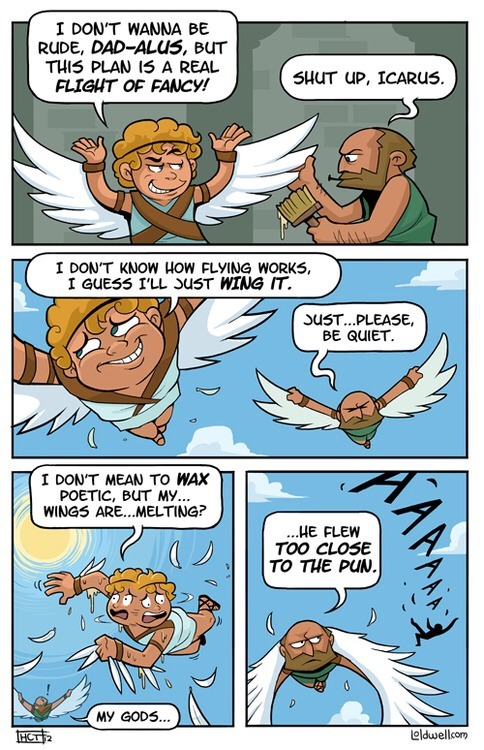 I DON'T WANNA BE
RUDE, DAD-ALUS, BUT
THIS PLAN IS A REAL
FLIGHT OF FANCY!
SHUT UP, ICARUS.
I DON'T KNOW HOW FLYING WORKS,
I GUESS I'LL JUST WING IT.
JUST...PLEASE,
BE QUIET.
I DON'T MEAN TO WAX
POETIC, BUT MY...
WINGS ARE...MELTING?
!
MY GODS...
AAAAAAA
...HE FLEW
TOO CLOSE
TO THE PUN.
HCT 12
Loldwell.com